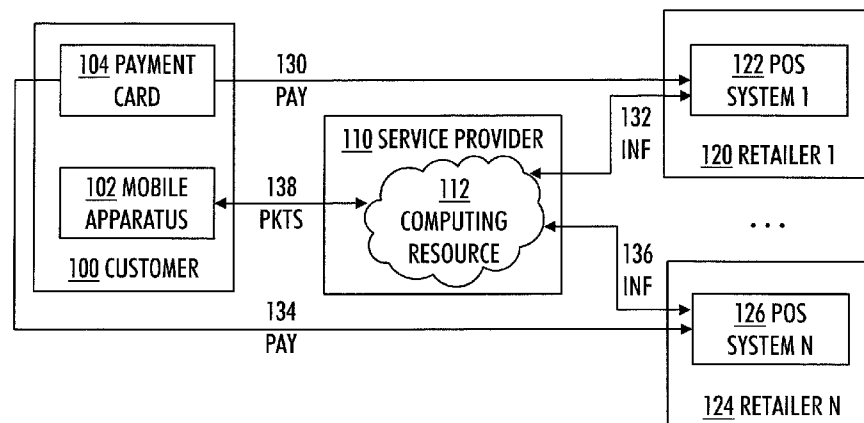 104 PAYMENT
CARD
102 MOBILE
APPARATUS
100 CUSTOMER
130
PAY
110 SERVICE PROVIDER
112
COMPUTING
RESOURCE
138
PKTS
134
PAY
132
INF
136
INF
122 POS
SYSTEM 1
120 RETAILER 1
...
126 POS
SYSTEM N
124 RETAILER N